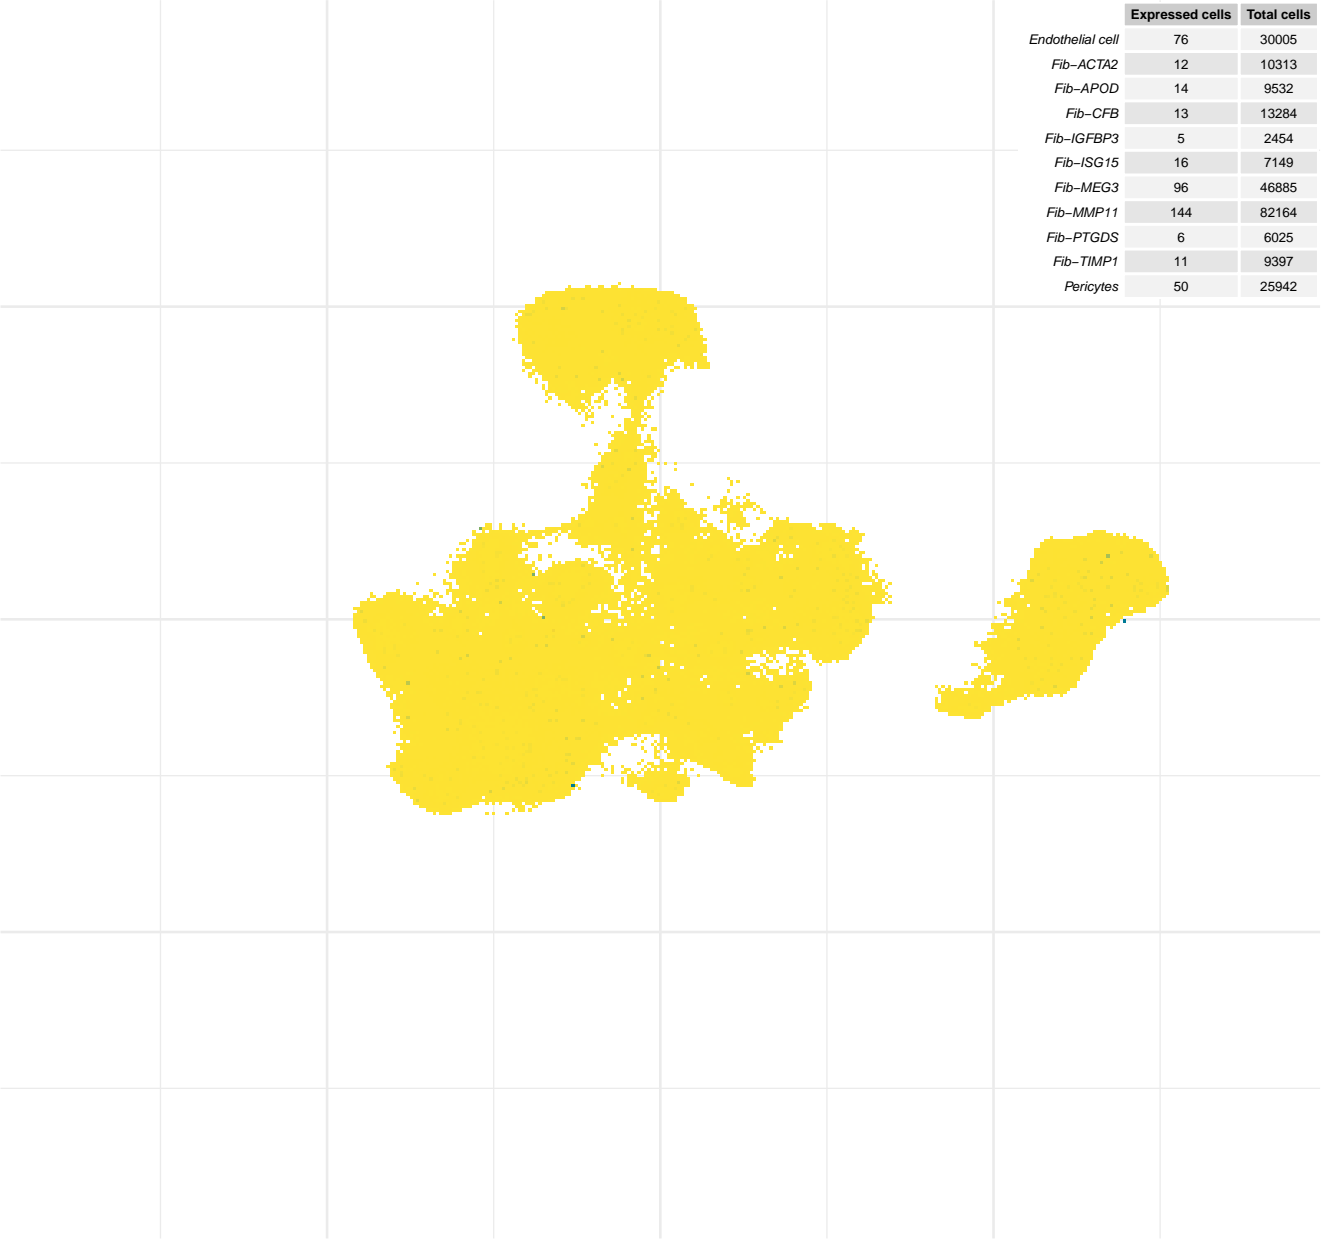 Expressed cells Total cells
Endothelial cell 76 30005
Fib−ACTA2 12 10313
Fib−APOD 14 9532
Fib−CFB 13 13284
Fib−IGFBP3 5 2454
Fib−ISG15 16 7149
Fib−MEG3 96 46885
Fib−MMP11 144 82164
Fib−PTGDS 6 6025
Fib−TIMP1 11 9397
Pericytes 50 25942